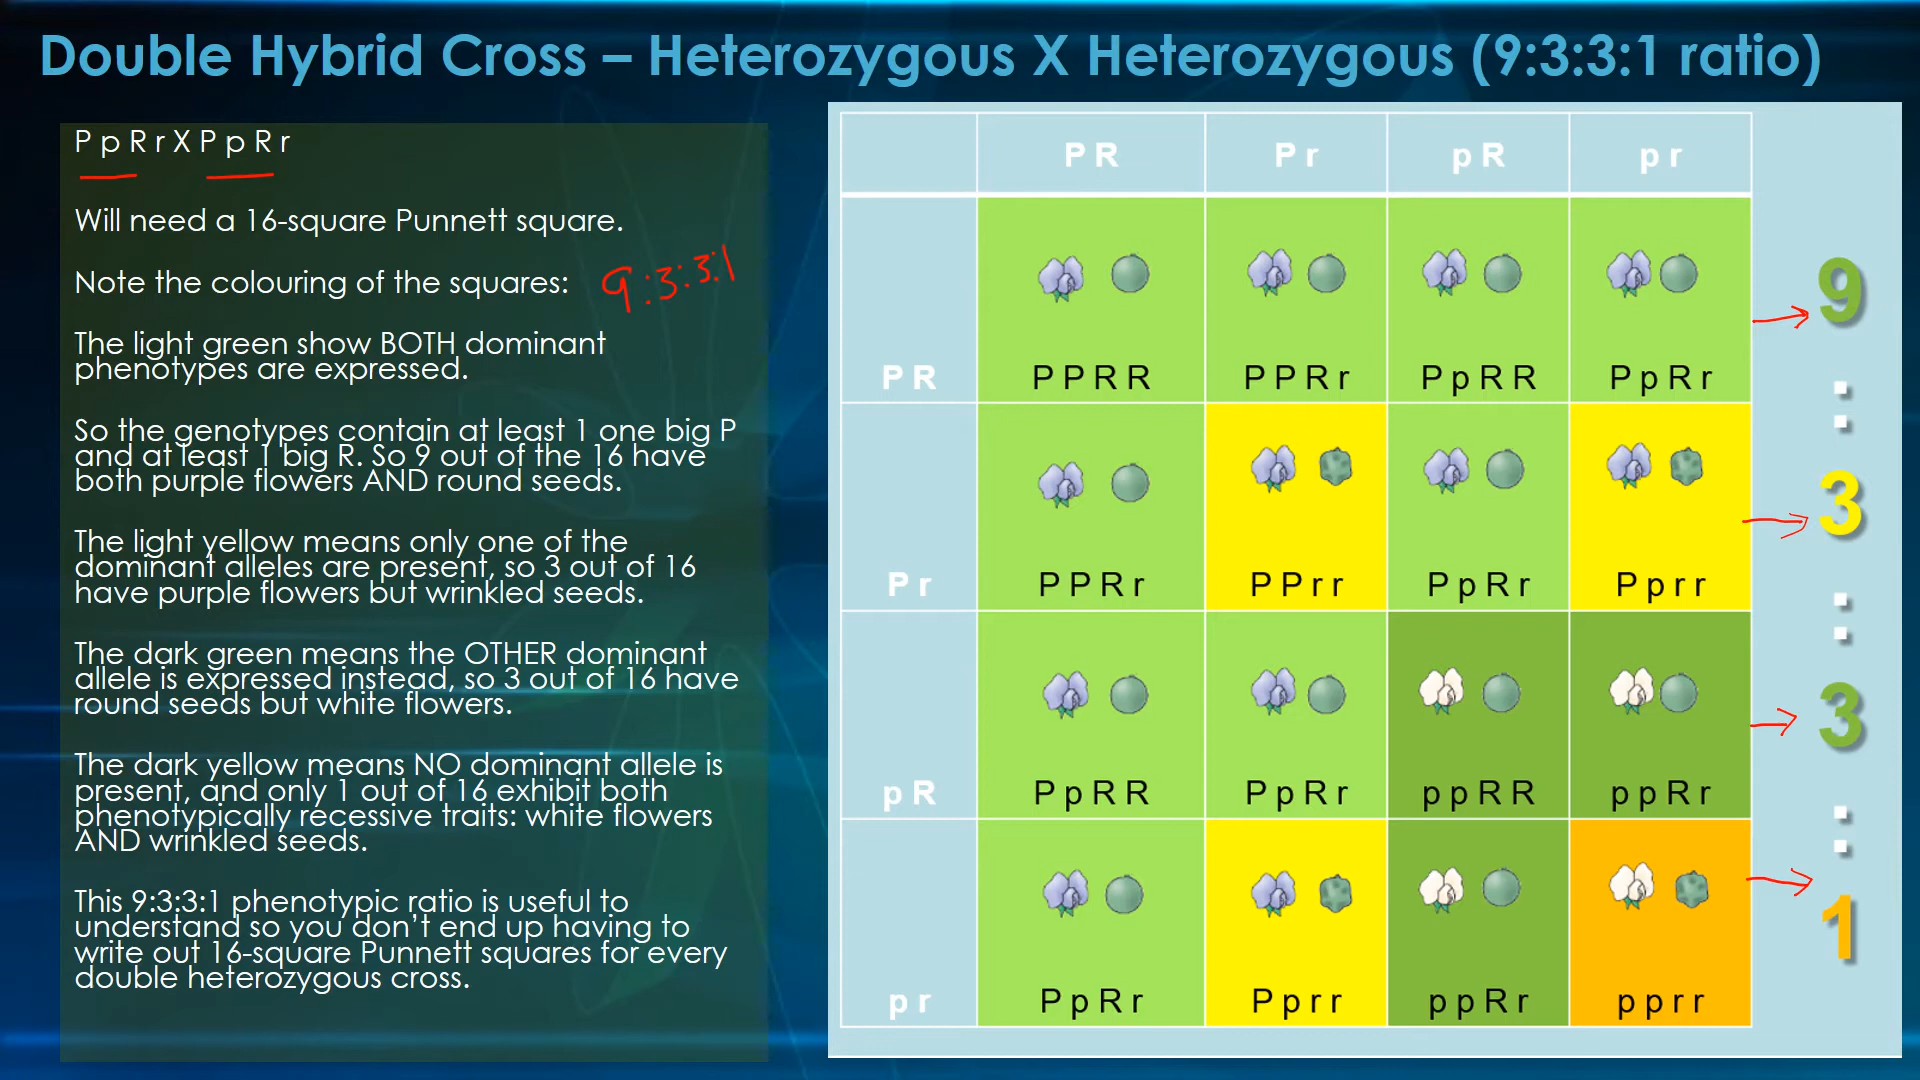 Double Hybrid Cross – Heterozygous X Heterozygous (9:3:3:1 ratio)
P p R r X P p R r
Will need a 16-square Punnett square.
Note the colouring of the squares:
9:3:3:1
The light green show BOTH dominant
phenotypes are expressed.
So the genotypes contain at least 1 one big P
and at least 1 big R. So 9 out of the 16 have
both purple flowers AND round seeds.
The light yellow means only one of the
dominant alleles are present, so 3 out of 16
have purple flowers but wrinkled seeds.
The dark green means the OTHER dominant
allele is expressed instead, so 3 out of 16 have
round seeds but white flowers.
The dark yellow means NO dominant allele is
present, and only 1 out of 16 exhibit both
phenotypically recessive traits: white flowers
AND wrinkled seeds.
This 9:3:3:1 phenotypic ratio is useful to
understand so you don't end up having to
write out 16-square Punnett squares for every
double heterozygous cross.
P R P r p R p r
P R P P R R P P R r P p R R P p R r
P r P P R r P P r r P p R r P p r r
p R P p R R P p R r p p R R p p R r
p r P p R r P p r r p p R r p p r r
9
:
3
:
3
:
1